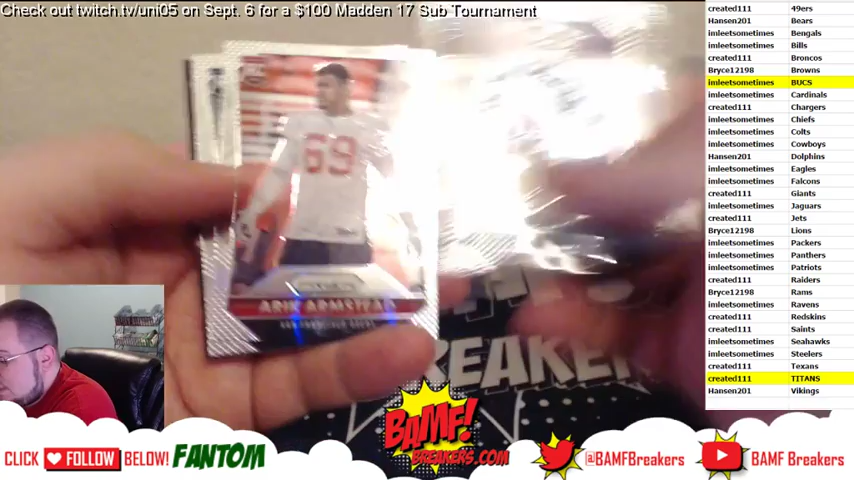 Check out twitch.tv/uni05 on Sept. 6 for a $100 Madden 17 Sub Tournament
created111 49ers
Hansen201 Bears
imleetsometimes Bengals
imleetsometimes Bills
created111 Broncos
Bryce12198 Browns
imleetsometimes BUCS
imleetsometimes Cardinals
created111 Chargers
imleetsometimes Chiefs
imleetsometimes Colts
imleetsometimes Cowboys
Hansen201 Dolphins
imleetsometimes Eagles
imleetsometimes Falcons
created111 Giants
imleetsometimes Jaguars
created111 Jets
Bryce12198 Lions
imleetsometimes Packers
imleetsometimes Panthers
imleetsometimes Patriots
created111 Raiders
Bryce12198 Rams
imleetsometimes Ravens
created111 Redskins
created111 Saints
imleetsometimes Seahawks
imleetsometimes Steelers
created111 Texans
created111 TITANS
Hansen201 Vikings
69
ARIK ARMSTEAD
BREAKER
BAMF!
BREAKERS.COM
CLICK FOLLOW BELOW! FANTOM
@BAMFBreakers
BAMF Breakers